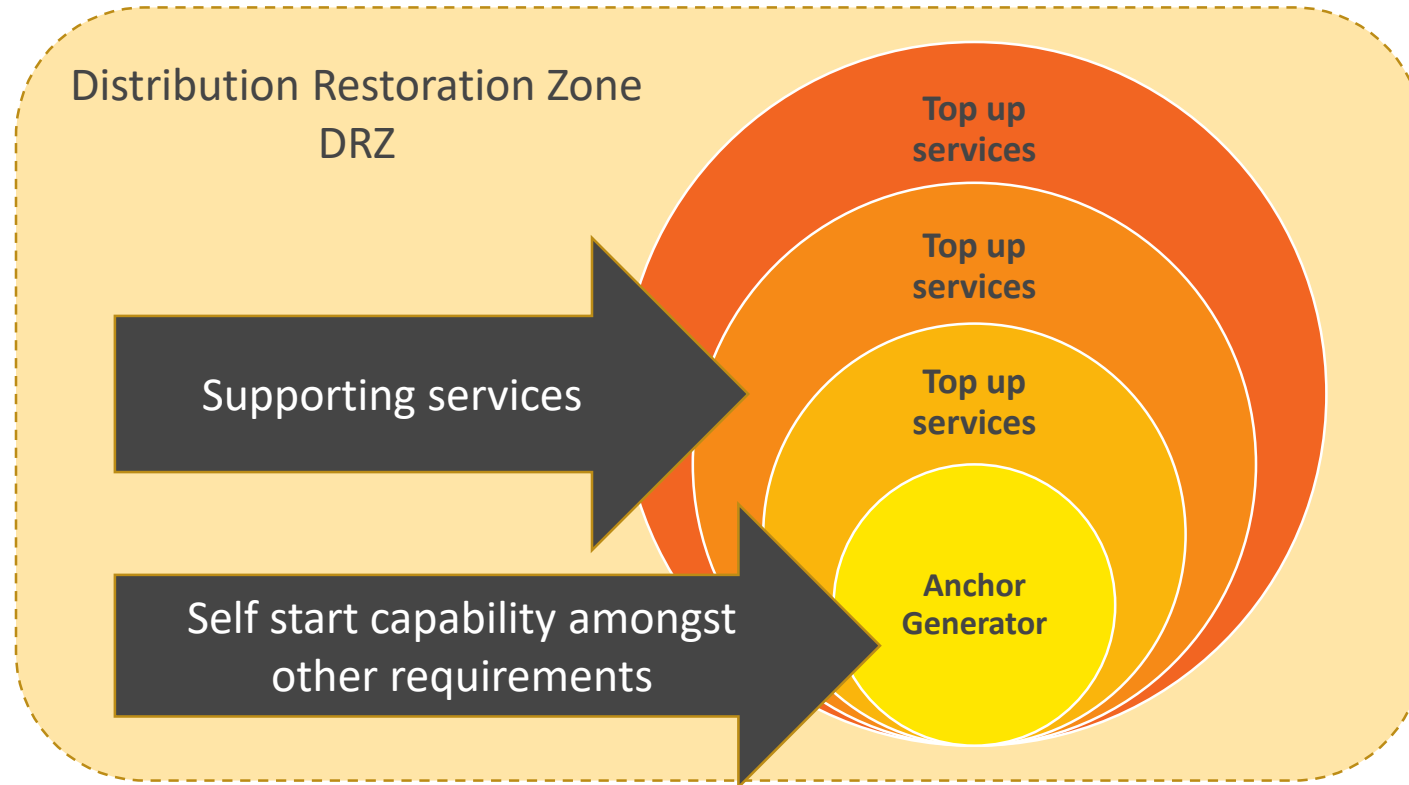 Distribution Restoration Zone
DRZ
Top up
services
Top up
services
Supporting services
Top up
services
Self start capability amongst
other requirements
Anchor
Generator